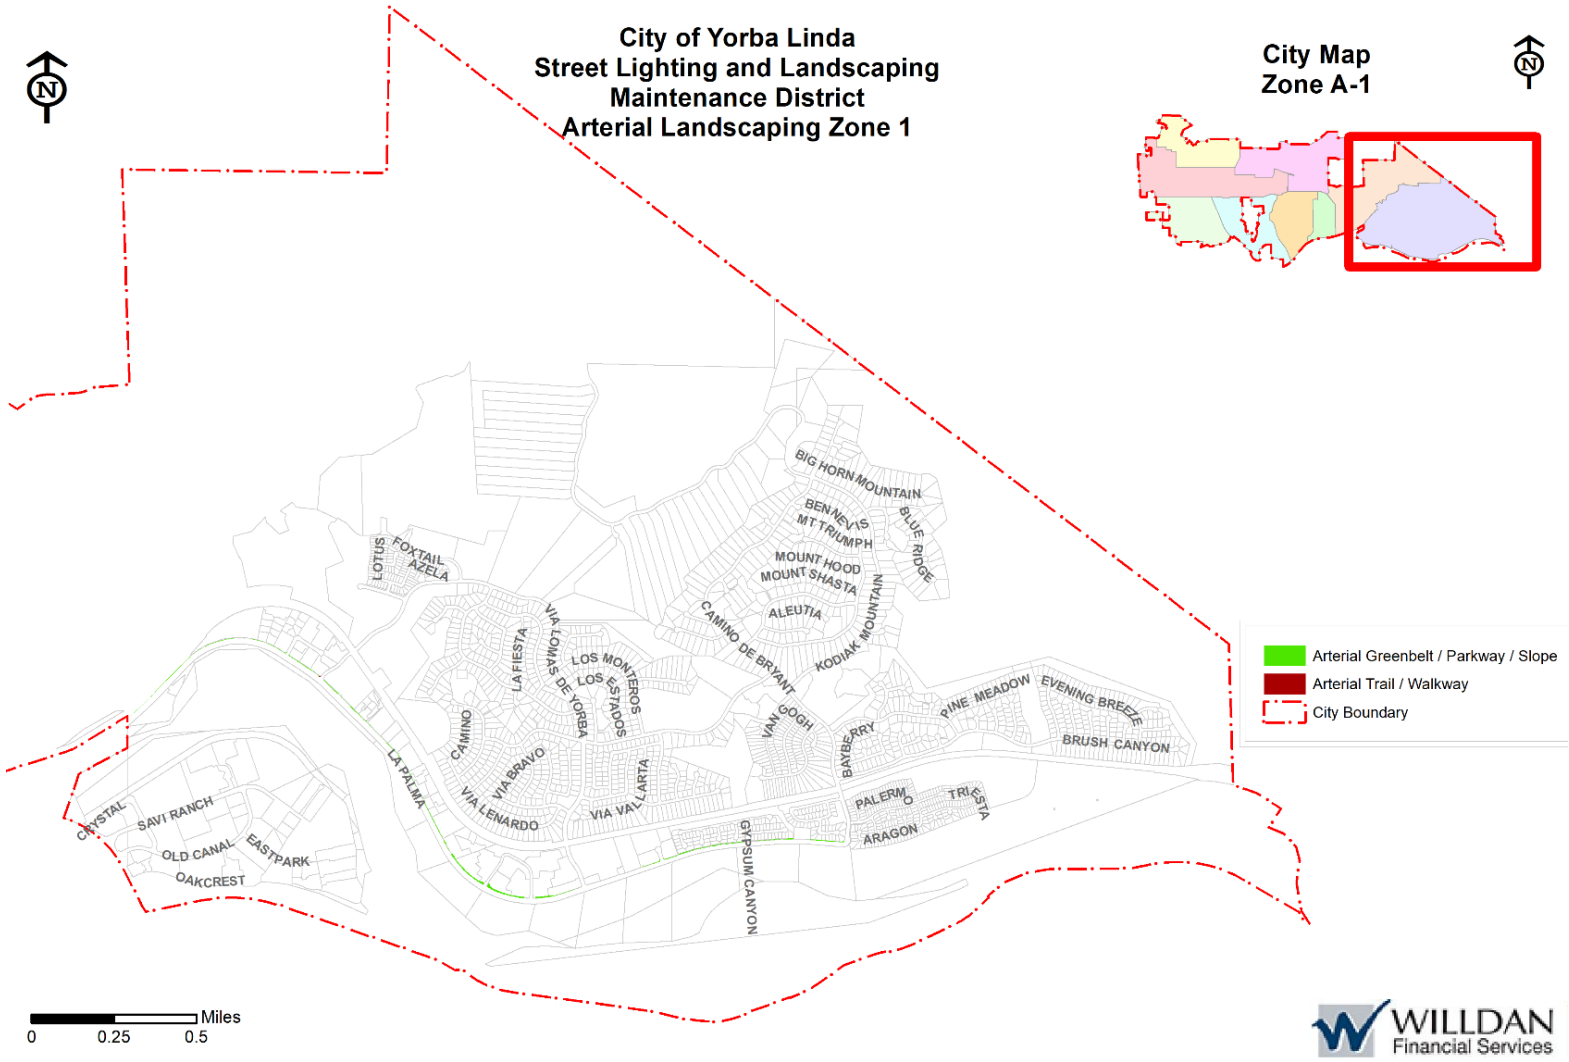 City of Yorba Linda
Street Lighting and Landscaping
Maintenance District
Arterial Landscaping Zone 1
City Map
Zone A-1
N
N
BIG HORN MOUNTAIN
BEN NEVIS
MT TRIUMPH
BLUE RIDGE
MOUNT HOOD
MOUNT SHASTA
ALEUTIA
KODIAK MOUNTAIN
CAMINO DE BRYANT
LOTUS
FOXTAIL
AZELA
VIA LOMAS DE YORBA
LA FIESTA
LOS MONTEROS
LOS ESTADOS
CAMINO
VIA BRAVO
VIA LENARDO
VIA VALLARTA
VAN GOGH
BAYBERRY
PINE MEADOW
EVENING BREEZE
BRUSH CANYON
PALERMO
TRIESTA
ARAGON
GYPSUM CANYON
LA PALMA
CRYSTAL
SAVI RANCH
OLD CANAL
EASTPARK
OAKCREST
Arterial Greenbelt / Parkway / Slope
Arterial Trail / Walkway
City Boundary
Miles
0 0.25 0.5
WILLDAN
Financial Services